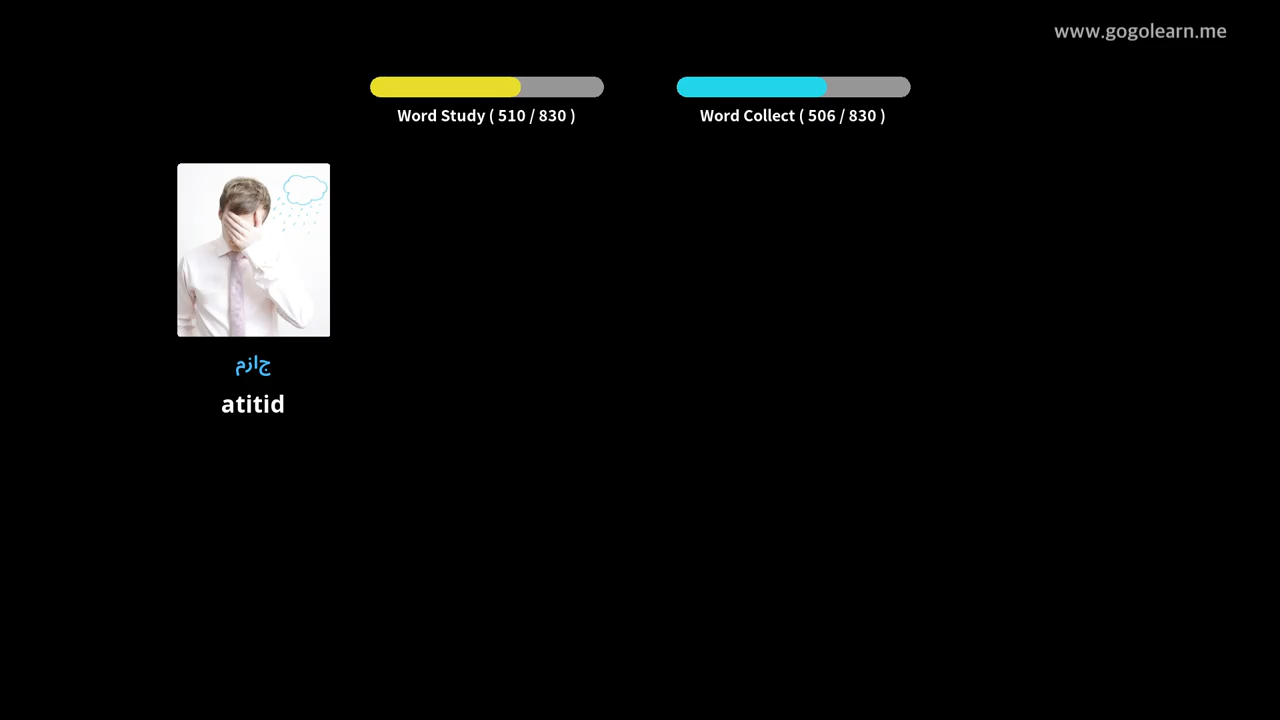 www.gogolearn.me
Word Study ( 510 / 830 )
Word Collect ( 506 / 830 )
جازم
atitid